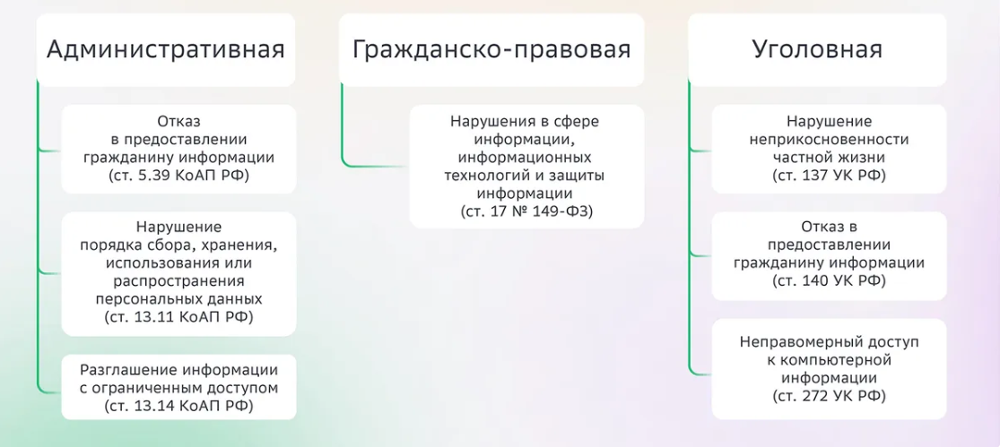 Административная
Отказ
в предоставлении
гражданину информации
(ст. 5.39 КоАП РФ)
Нарушение
порядка сбора, хранения,
использования или
распространения
персональных данных
(ст. 13.11 КоАП РФ)
Разглашение информации
с ограниченным доступом
(ст. 13.14 КоАП РФ)
Гражданско-правовая
Нарушения в сфере
информации,
информационных
технологий и защиты
информации
(ст. 17 № 149-ФЗ)
Уголовная
Нарушение
неприкосновенности
частной жизни
(ст. 137 УК РФ)
Отказ в
предоставлении
гражданину информации
(ст. 140 УК РФ)
Неправомерный доступ
к компьютерной
информации
(ст. 272 УК РФ)